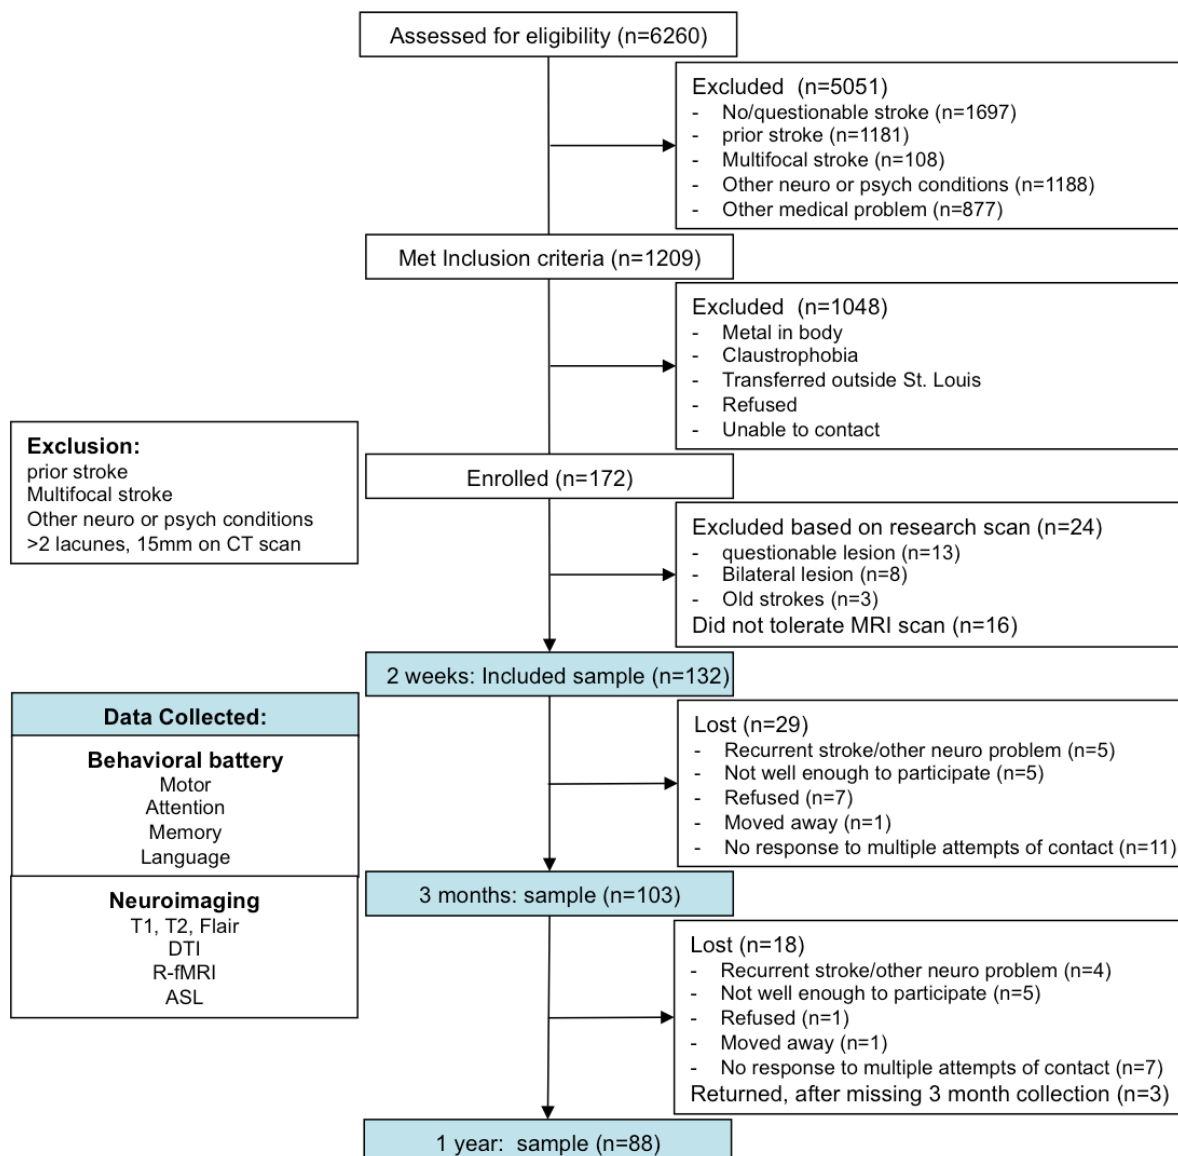 Assessed for eligibility (n=6260)
Excluded  (n=5051)
- No/questionable stroke (n=1697)
- prior stroke (n=1181)
- Multifocal stroke (n=108)
- Other neuro or psych conditions (n=1188)
- Other medical problem (n=877)
Met Inclusion criteria (n=1209)
Excluded  (n=1048)
- Metal in body
- Claustrophobia
- Transferred outside St. Louis
- Refused
- Unable to contact
Exclusion:
prior stroke
Multifocal stroke
Other neuro or psych conditions
>2 lacunes, 15mm on CT scan
Enrolled (n=172)
Excluded based on research scan (n=24)
- questionable lesion (n=13)
- Bilateral lesion (n=8)
- Old strokes (n=3)
Did not tolerate MRI scan (n=16)
2 weeks: Included sample (n=132)
Data Collected:
Behavioral battery
Motor
Attention
Memory
Language
Neuroimaging
T1, T2, Flair
DTI
R-fMRI
ASL
Lost (n=29)
- Recurrent stroke/other neuro problem (n=5)
- Not well enough to participate (n=5)
- Refused (n=7)
- Moved away (n=1)
- No response to multiple attempts of contact (n=11)
3 months: sample (n=103)
Lost (n=18)
- Recurrent stroke/other neuro problem (n=4)
- Not well enough to participate (n=5)
- Refused (n=1)
- Moved away (n=1)
- No response to multiple attempts of contact (n=7)
Returned, after missing 3 month collection (n=3)
1 year:  sample (n=88)